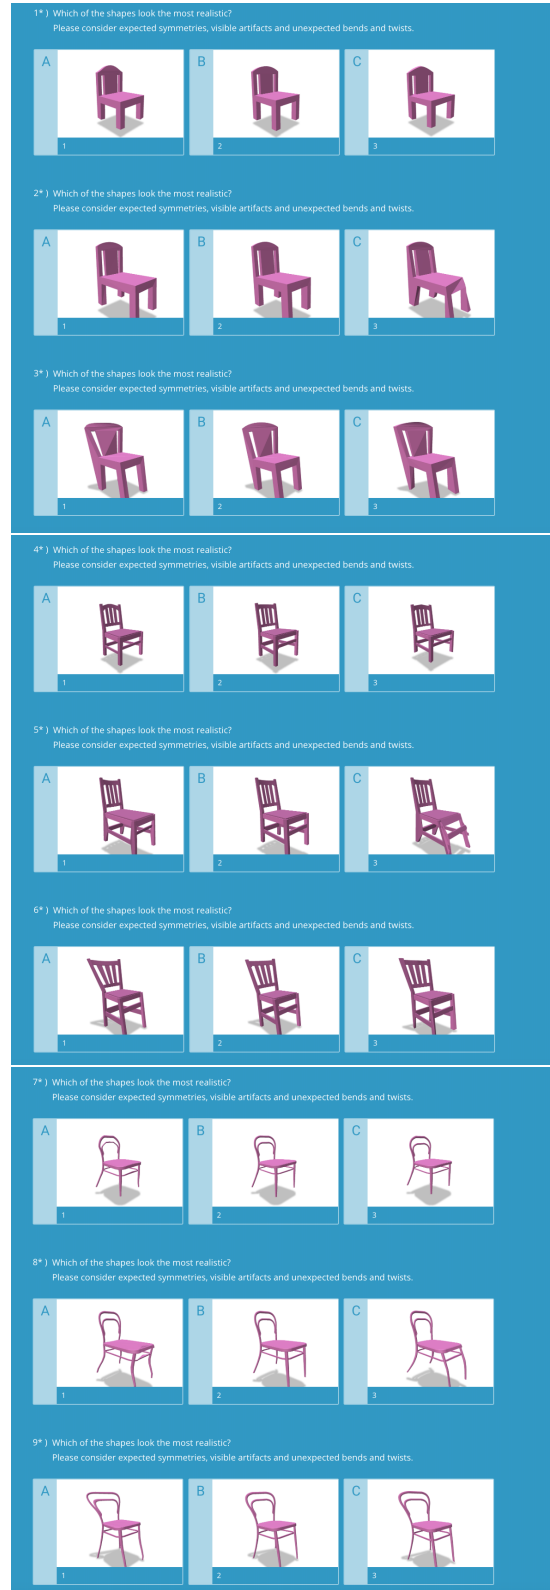 1* ) Which of the shapes look the most realistic?
Please consider expected symmetries, visible artifacts and unexpected bends and twists.
A B C
1 2 3
2* ) Which of the shapes look the most realistic?
Please consider expected symmetries, visible artifacts and unexpected bends and twists.
A B C
1 2 3
3* ) Which of the shapes look the most realistic?
Please consider expected symmetries, visible artifacts and unexpected bends and twists.
A B C
1 2 3
4* ) Which of the shapes look the most realistic?
Please consider expected symmetries, visible artifacts and unexpected bends and twists.
A B C
1 2 3
5* ) Which of the shapes look the most realistic?
Please consider expected symmetries, visible artifacts and unexpected bends and twists.
A B C
1 2 3
6* ) Which of the shapes look the most realistic?
Please consider expected symmetries, visible artifacts and unexpected bends and twists.
A B C
1 2 3
7* ) Which of the shapes look the most realistic?
Please consider expected symmetries, visible artifacts and unexpected bends and twists.
A B C
1 2 3
8* ) Which of the shapes look the most realistic?
Please consider expected symmetries, visible artifacts and unexpected bends and twists.
A B C
1 2 3
9* ) Which of the shapes look the most realistic?
Please consider expected symmetries, visible artifacts and unexpected bends and twists.
A B C
1 2 3